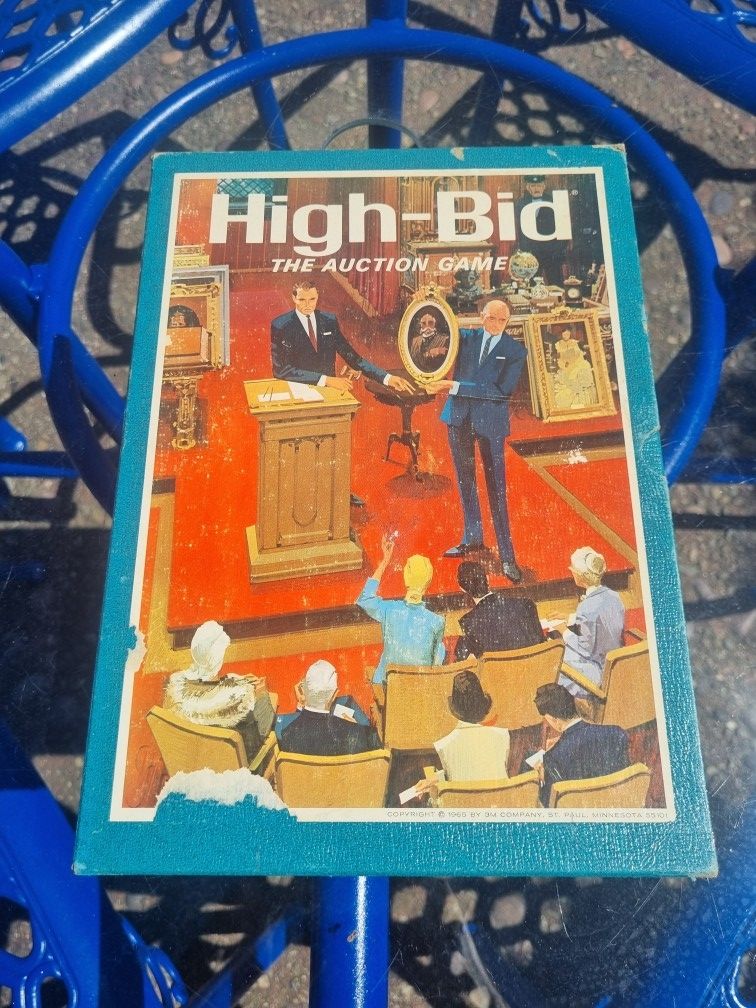 High-Bid®
THE AUCTION GAME
COPYRIGHT © 1965 BY 3M COMPANY, ST. PAUL, MINNESOTA 55101